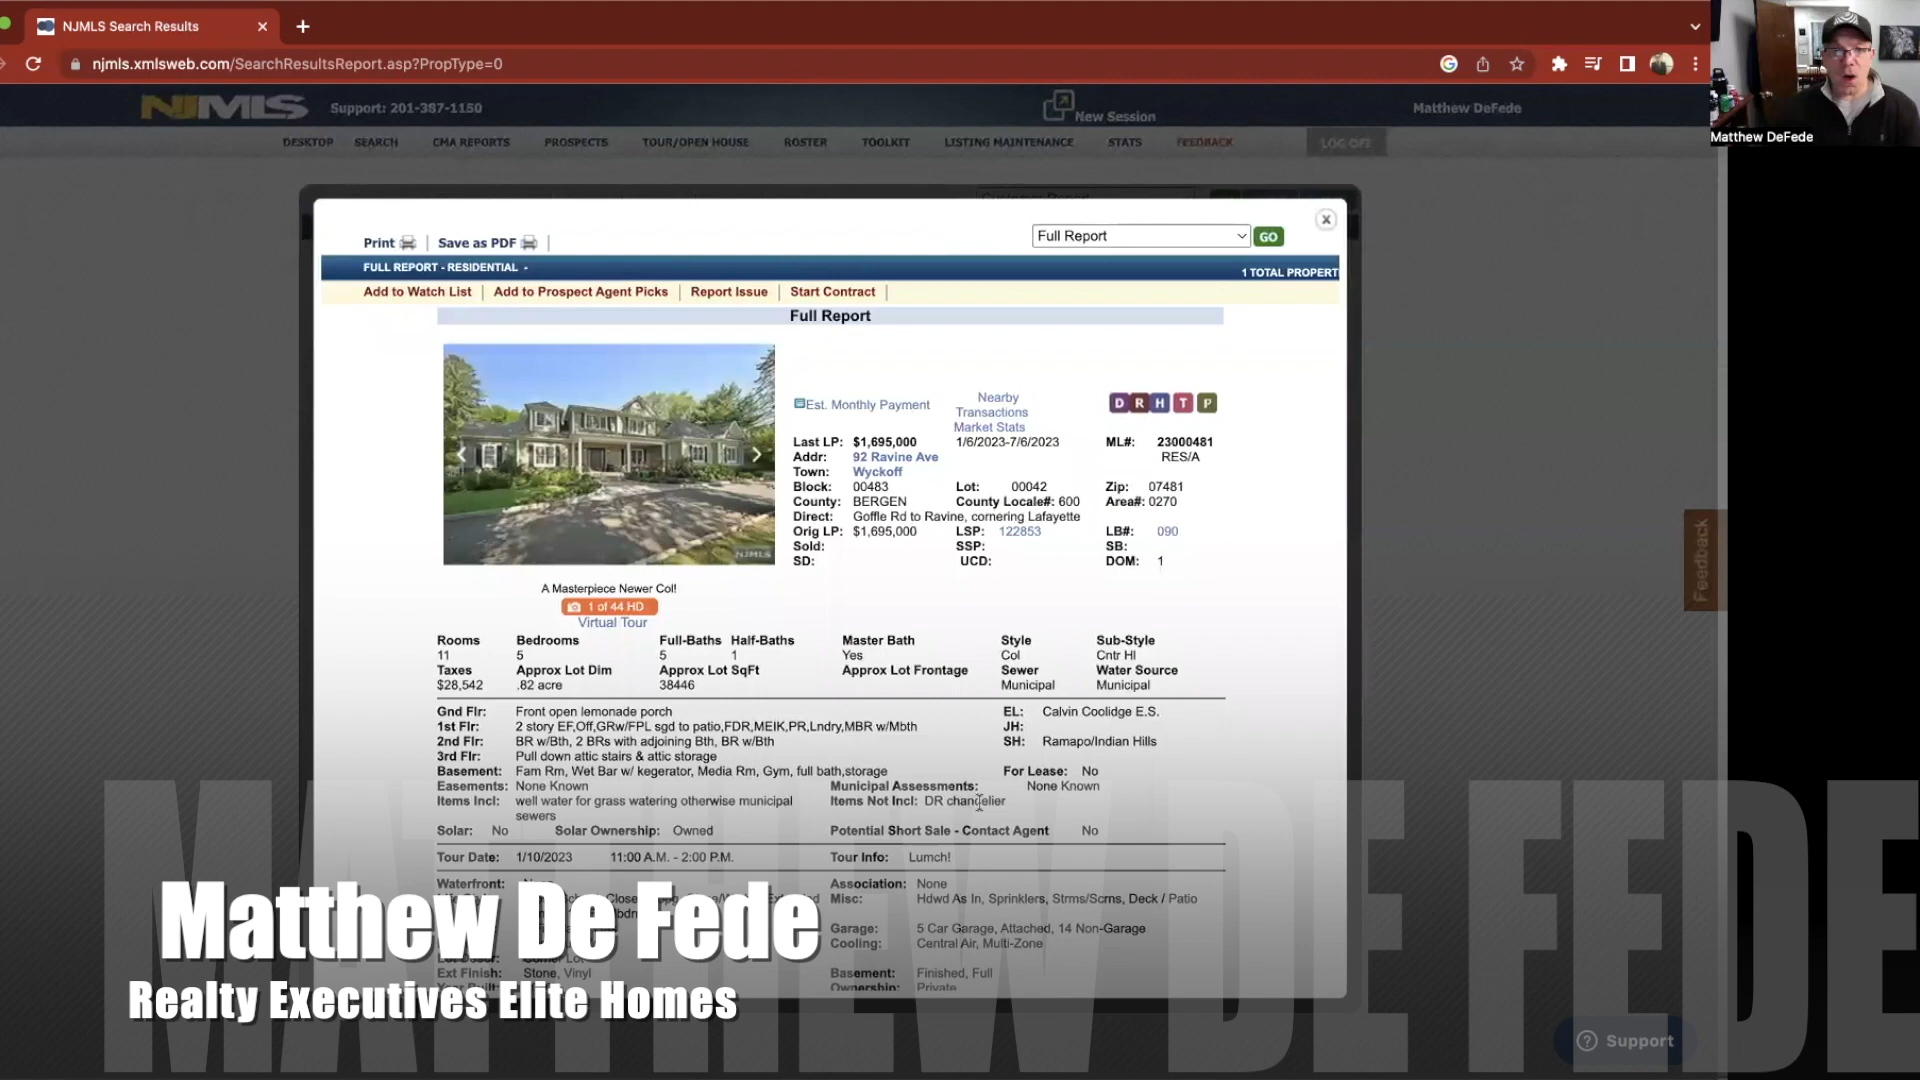 NJMLS Search Results
njmls.xmlsweb.com/SearchResultsReport.asp?PropType=0
NJMLS Support: 201-387-1150 New Session Matthew DeFede
DESKTOP SEARCH CMA REPORTS PROSPECTS TOUR/OPEN HOUSE ROSTER TOOLKIT LISTING MAINTENANCE STATS FEEDBACK LOG OFF
Matthew DeFede
Print | Save as PDF | Full Report GO
FULL REPORT - RESIDENTIAL - 1 TOTAL PROPERT
Add to Watch List | Add to Prospect Agent Picks | Report Issue | Start Contract |
Full Report
Est. Monthly Payment Nearby Transactions Market Stats D R H T P
Last LP: $1,695,000 1/6/2023-7/6/2023 ML#: 23000481
Addr: 92 Ravine Ave RES/A
Town: Wyckoff
Block: 00483 Lot: 00042 Zip: 07481
County: BERGEN County Locale#: 600 Area#: 0270
Direct: Goffle Rd to Ravine, cornering Lafayette
Orig LP: $1,695,000 LSP: 122853 LB#: 090
Sold: SSP: SB:
SD: UCD: DOM: 1
NJMLS
A Masterpiece Newer Col!
1 of 44 HD
Virtual Tour
Rooms Bedrooms Full-Baths Half-Baths Master Bath Style Sub-Style
11 5 5 1 Yes Col Cntr Hl
Taxes Approx Lot Dim Approx Lot SqFt Approx Lot Frontage Sewer Water Source
$28,542 .82 acre 38446 Municipal Municipal
Gnd Flr: Front open lemonade porch EL: Calvin Coolidge E.S.
1st Flr: 2 story EF,Off,GRw/FPL sgd to patio,FDR,MEIK,PR,Lndry,MBR w/Mbth JH:
2nd Flr: BR w/Bth, 2 BRs with adjoining Bth, BR w/Bth SH: Ramapo/Indian Hills
3rd Flr: Pull down attic stairs & attic storage
Basement: Fam Rm, Wet Bar w/ kegerator, Media Rm, Gym, full bath,storage For Lease: No
Easements: None Known Municipal Assessments: None Known
Items Incl: well water for grass watering otherwise municipal Items Not Incl: DR chandelier
sewers
Solar: No Solar Ownership: Owned Potential Short Sale - Contact Agent No
Tour Date: 1/10/2023 11:00 A.M. - 2:00 P.M. Tour Info: Lumch!
Waterfront: Association: None
Misc: Hdwd As In, Sprinklers, Strms/Scrns, Deck / Patio
Garage: 5 Car Garage, Attached, 14 Non-Garage
Cooling: Central Air, Multi-Zone
Ext Finish: Stone, Vinyl Basement: Finished, Full
Ownership: Private
Feedback
Support
MATTHEW DE FEDE
Matthew De Fede
Realty Executives Elite Homes